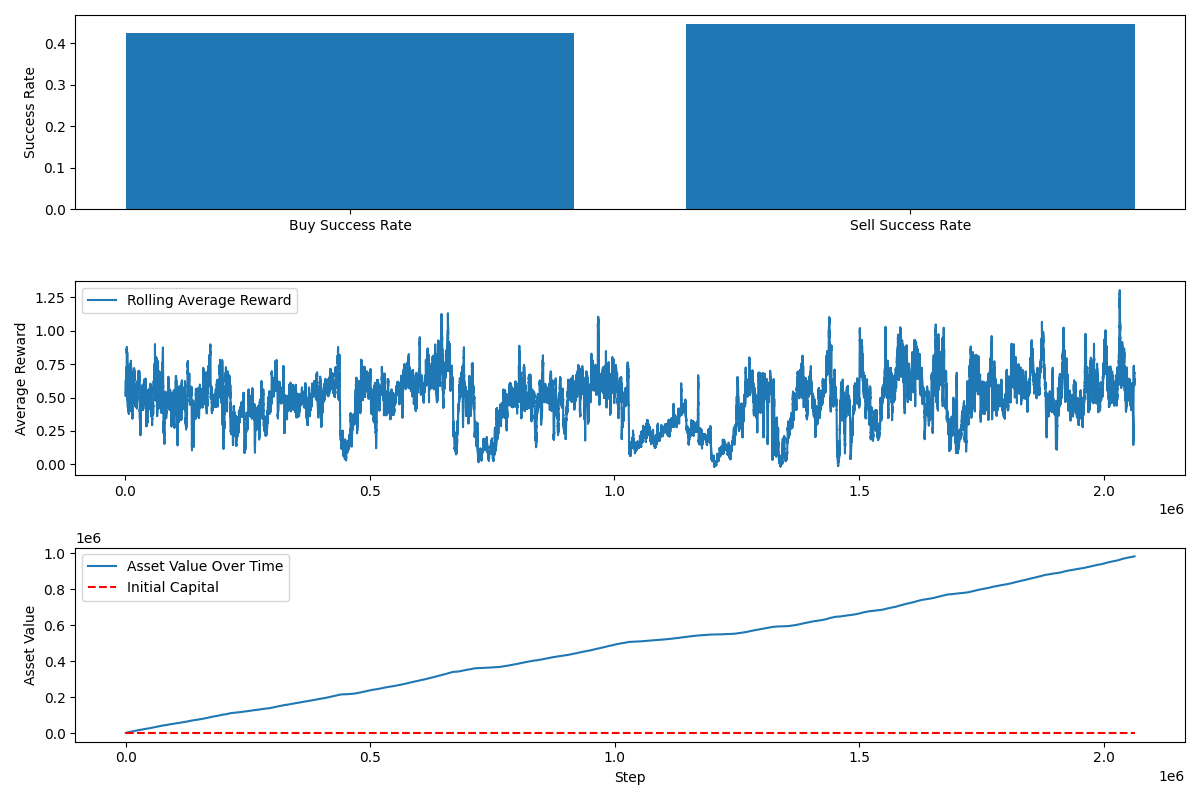 Success Rate
0.4
0.3
0.2
0.1
0.0
Buy Success Rate Sell Success Rate
Rolling Average Reward
Average Reward
1.25
1.00
0.75
0.50
0.25
0.00
0.0 0.5 1.0 1.5 2.0
1e6
1e6
Asset Value Over Time
Initial Capital
Asset Value
1.0
0.8
0.6
0.4
0.2
0.0
0.0 0.5 1.0 1.5 2.0
Step 1e6